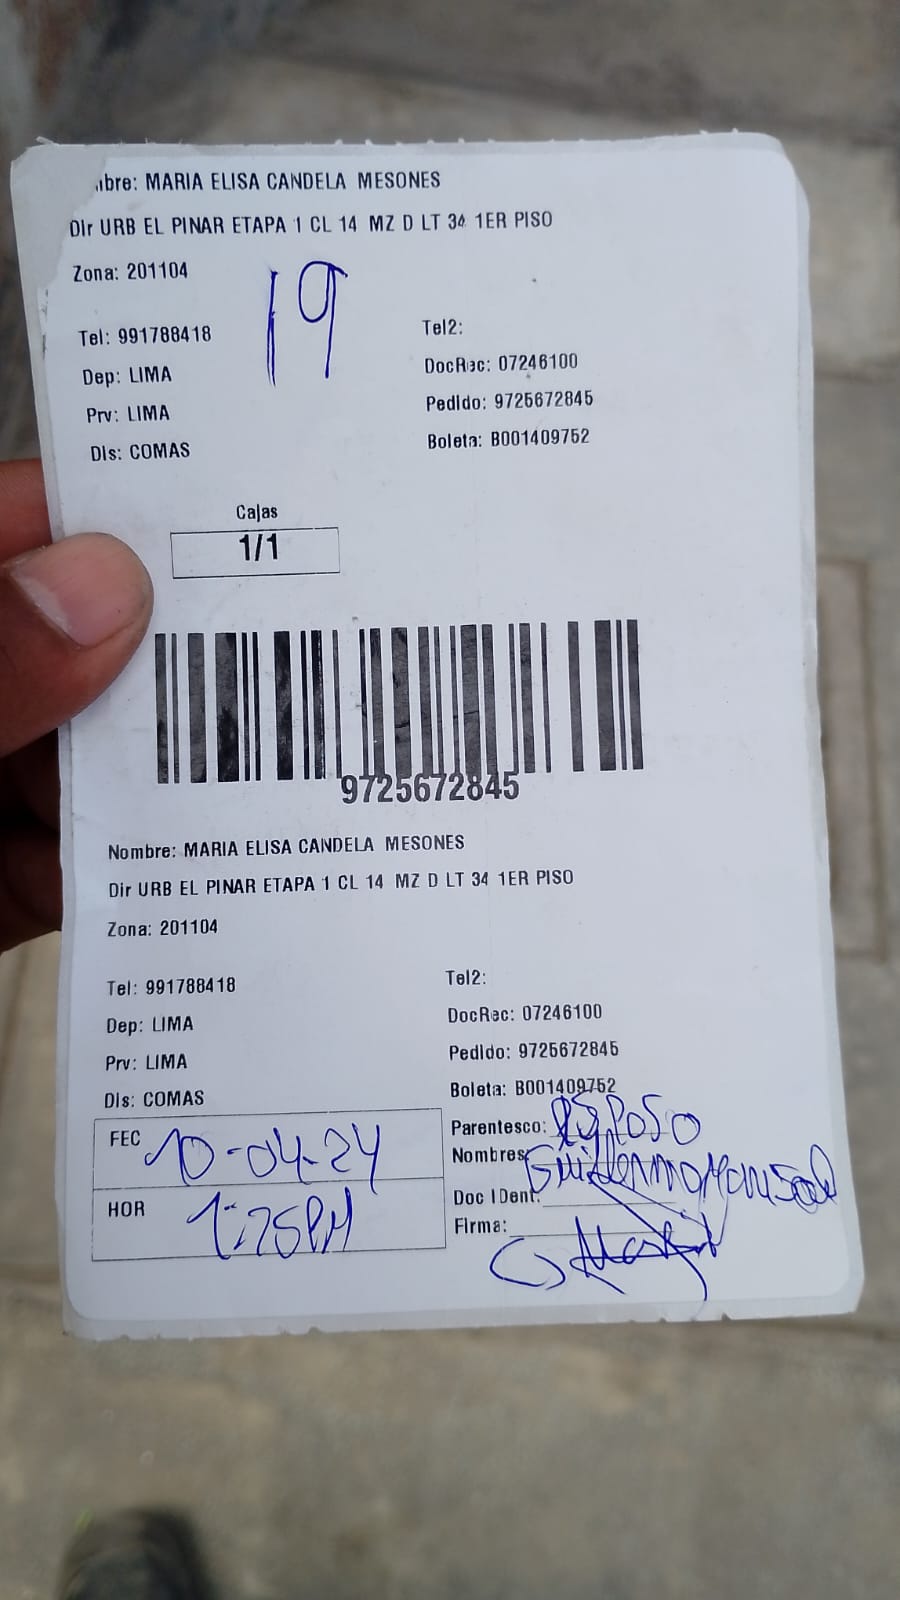 bre: MARIA ELISA CANDELA MESONES
Dir URB EL PINAR ETAPA 1 CL 14 MZ D LT 34 1ER PISO
Zona: 201104
19
Tel: 991788418
Tel2:
Dep: LIMA
DocRec: 07246100
Prv: LIMA
Pedido: 9725672845
Dis: COMAS
Boleta: B001409752
Cajas
1/1
9725672845
Nombre: MARIA ELISA CANDELA MESONES
Dir URB EL PINAR ETAPA 1 CL 14 MZ D LT 34 1ER PISO
Zona: 201104
Tel: 991788418
Tel2:
Dep: LIMA
DocRec: 07246100
Prv: LIMA
Pedido: 9725672845
Dis: COMAS
Boleta: B001409752
FEC 10-04-24
Parentesco: esposo
Nombres: Guillermo
Doc IDent:
HOR
Firma: